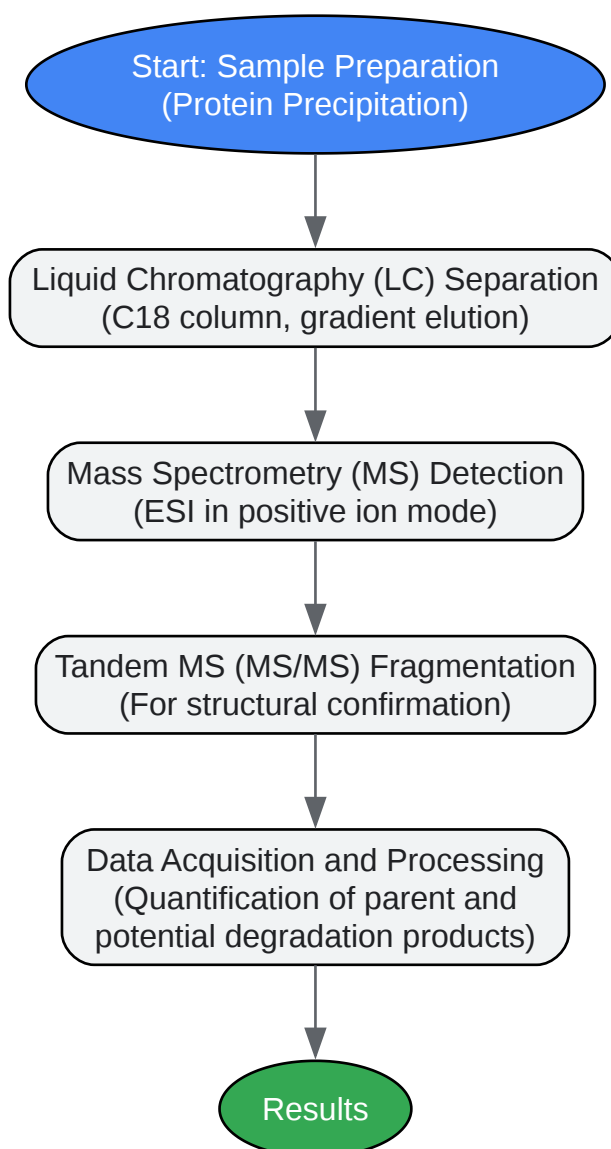 Start: Sample Preparation
(Protein Precipitation)
Liquid Chromatography (LC) Separation
(C18 column, gradient elution)
Mass Spectrometry (MS) Detection
(ESI in positive ion mode)
Tandem MS (MS/MS) Fragmentation
(For structural confirmation)
Data Acquisition and Processing
(Quantification of parent and
potential degradation products)
Results